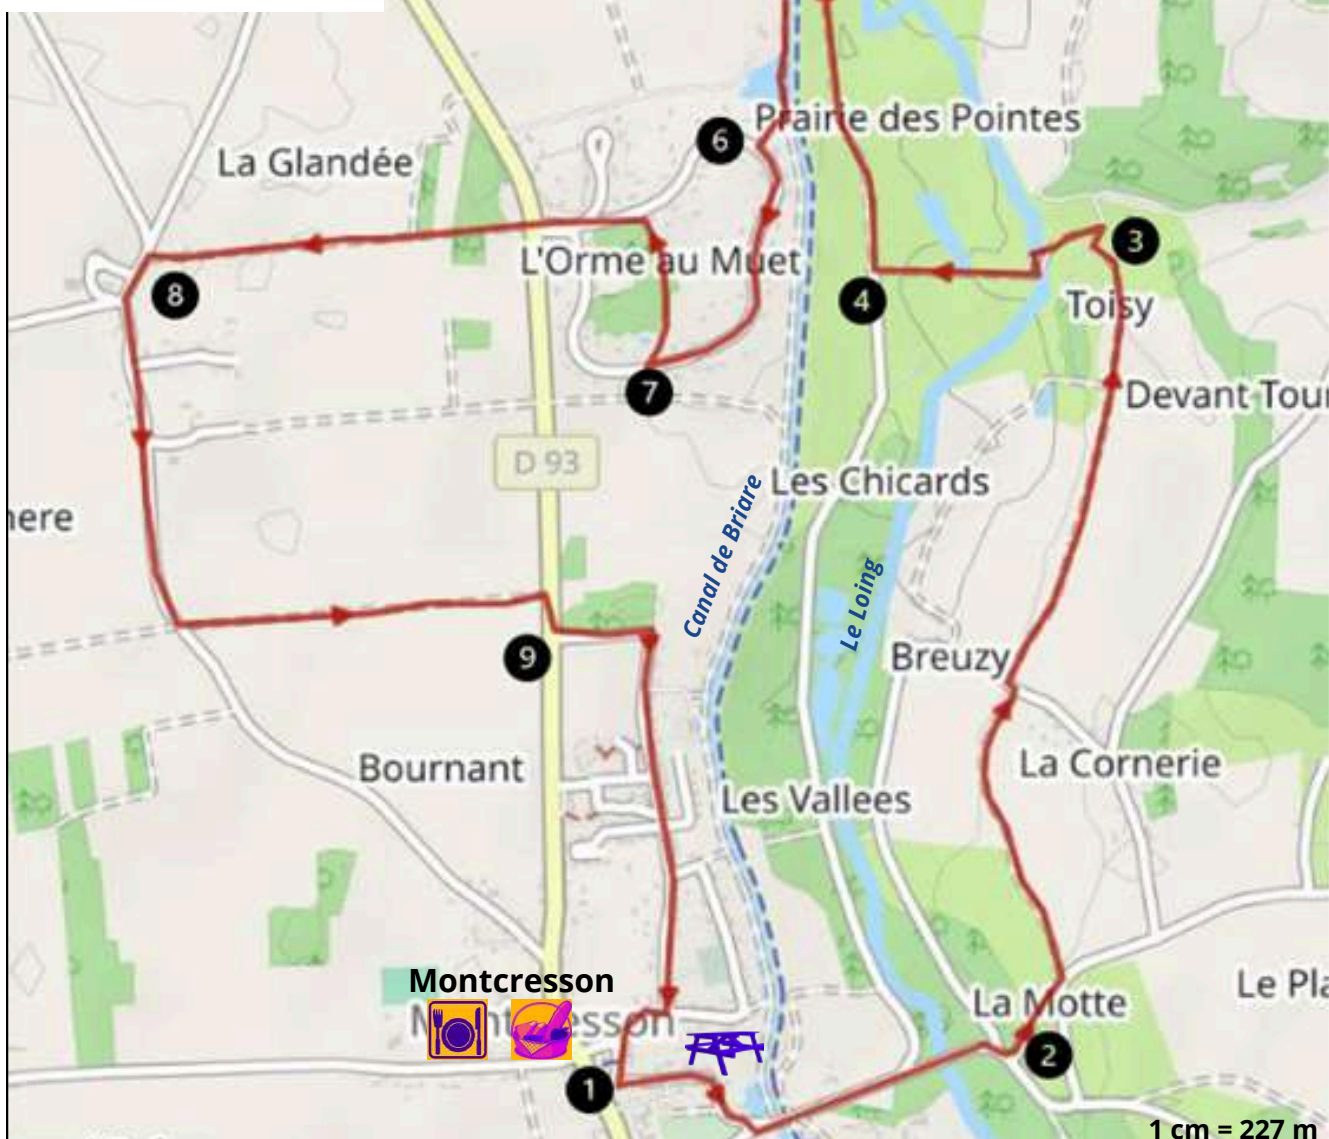 Prairie des Pointes
6
La Glandée
3
L'Orme au Muet
8
4
Toisy
7
Devant Tour
D 93
Les Chicards
nere
Canal de Briare
Le Loing
9
Breuzy
Bournant
La Cornerie
Les Vallees
Montcresson
Le Pla
La Motte
Montcresson
2
1
1 cm = 227 m